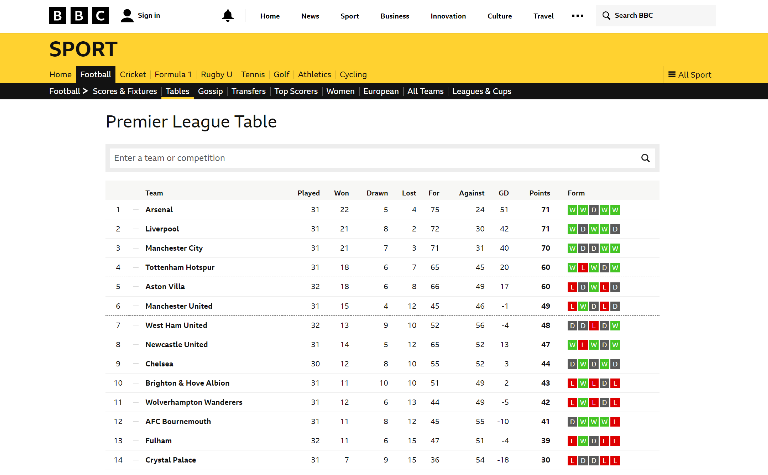 BBC Sign in Home News Sport Business Innovation Culture Travel Search BBC
SPORT
Home Football Cricket Formula 1 Rugby U Tennis Golf Athletics Cycling All Sport
Football Scores & Fixtures Tables Gossip Transfers Top Scorers Women European All Teams Leagues & Cups
Premier League Table
Enter a team or competition
Team Played Won Drawn Lost For Against GD Points Form
1 Arsenal 31 22 5 4 75 24 51 71 W W D W W
2 Liverpool 31 21 8 2 72 30 42 71 W D W W D
3 Manchester City 31 21 7 3 71 31 40 70 W D D W W
4 Tottenham Hotspur 31 18 6 7 65 45 20 60 W L W D W
5 Aston Villa 32 18 6 8 66 49 17 60 L D W L D
6 Manchester United 31 15 4 12 45 46 -1 49 L W D L D
7 West Ham United 32 13 9 10 52 56 -4 48 D D L D W
8 Newcastle United 31 14 5 12 65 52 13 47 W L W D W
9 Chelsea 30 12 8 10 55 52 3 44 D W D W D
10 Brighton & Hove Albion 31 11 10 10 51 49 2 43 L W L D L
11 Wolverhampton Wanderers 31 12 6 13 44 49 -5 42 L W L D L
12 AFC Bournemouth 31 11 8 12 45 55 -10 41 D W W W L
13 Fulham 32 11 6 15 47 51 -4 39 L W D L L
14 Crystal Palace 31 7 9 15 36 54 -18 30 L D D L L